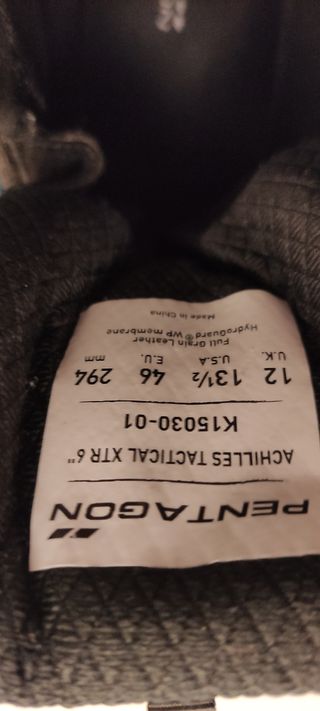 PENTAGON
ACHILLES TACTICAL XTR 6"
K15030-01
12 13½ 46 294
U.K. U.S.A E.U. mm
Full Grain Leather
HydroGuard® WP membrane
Made in China